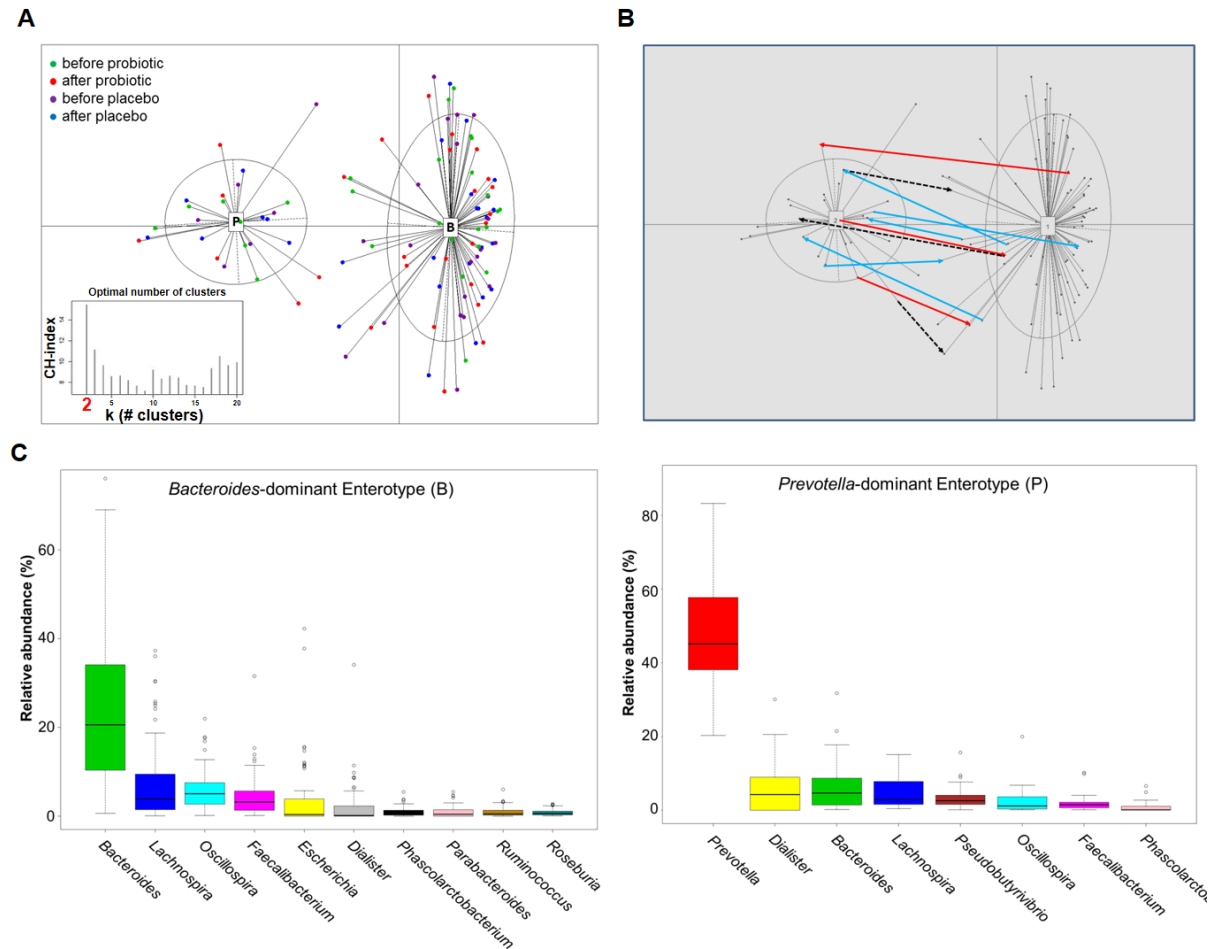 A
before probiotic
after probiotic
before placebo
after placebo
P
B
Optimal number of clusters
CH-index
14
12
10
8
2
5
10
15
20
k (# clusters)
B
2
1
C
Bacteroides-dominant Enterotype (B)
Relative abundance (%)
60
40
20
0
Bacteroides
Lachnospira
Oscillospira
Faecalibacterium
Escherichia
Dialister
Phascolarctobacterium
Parabacteroides
Ruminococcus
Roseburia
Prevotella-dominant Enterotype (P)
Relative abundance (%)
80
60
40
20
0
Prevotella
Dialister
Bacteroides
Lachnospira
Pseudobutyrivibrio
Oscillospira
Faecalibacterium
Phascolarctob